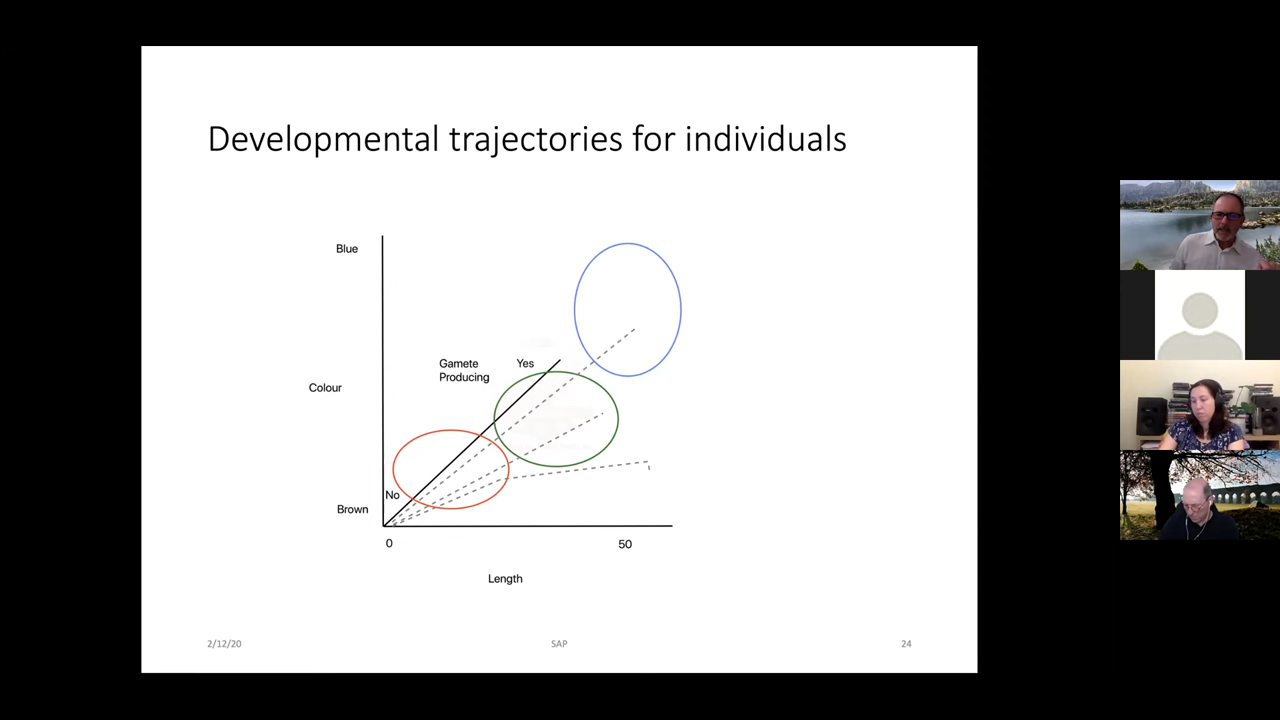 Developmental trajectories for individuals
Blue
Gamete
Producing
Yes
Colour
No
Brown
0
50
Length
2/12/20
SAP
24